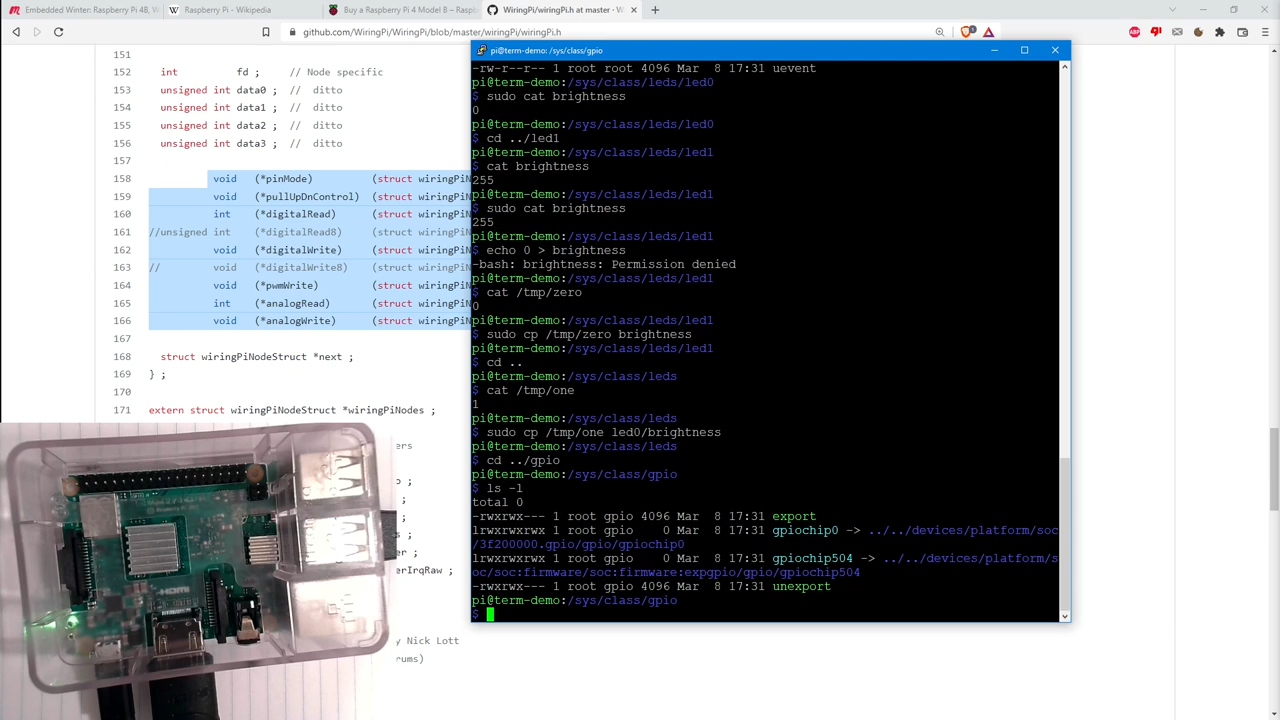 Embedded Winter: Raspberry Pi 4B, W
Raspberry Pi - Wikipedia
Buy a Raspberry Pi 4 Model B – Raspb
WiringPi/wiringPi.h at master · W
github.com/WiringPi/WiringPi/blob/master/wiringPi/wiringPi.h
151
152 int fd ; // Node specific
153 unsigned int data0 ; // ditto
154 unsigned int data1 ; // ditto
155 unsigned int data2 ; // ditto
156 unsigned int data3 ; // ditto
157
158 void (*pinMode) (struct wiringPiN
159 void (*pullUpDnControl) (struct wiringPiN
160 int (*digitalRead) (struct wiringPiN
161 //unsigned int (*digitalRead8) (struct wiringPiN
162 void (*digitalWrite) (struct wiringPiN
163 // void (*digitalWrite8) (struct wiringPiN
164 void (*pwmWrite) (struct wiringPiN
165 int (*analogRead) (struct wiringPiN
166 void (*analogWrite) (struct wiringPiN
167
168 struct wiringPiNodeStruct *next ;
169 } ;
170
171 extern struct wiringPiNodeStruct *wiringPiNodes ;
ers
o ;
;
;
er ;
erIrqRaw ;
y Nick Lott
rums)
pi@term-demo: /sys/class/gpio
-rw-r--r-- 1 root root 4096 Mar  8 17:31 uevent
pi@term-demo:/sys/class/leds/led0
$ sudo cat brightness
0
pi@term-demo:/sys/class/leds/led0
$ cd ../led1
pi@term-demo:/sys/class/leds/led1
$ cat brightness
255
pi@term-demo:/sys/class/leds/led1
$ sudo cat brightness
255
pi@term-demo:/sys/class/leds/led1
$ echo 0 > brightness
-bash: brightness: Permission denied
pi@term-demo:/sys/class/leds/led1
$ cat /tmp/zero
0
pi@term-demo:/sys/class/leds/led1
$ sudo cp /tmp/zero brightness
pi@term-demo:/sys/class/leds/led1
$ cd ..
pi@term-demo:/sys/class/leds
$ cat /tmp/one
1
pi@term-demo:/sys/class/leds
$ sudo cp /tmp/one led0/brightness
pi@term-demo:/sys/class/leds
$ cd ../gpio
pi@term-demo:/sys/class/gpio
$ ls -l
total 0
-rwxrwx--- 1 root gpio 4096 Mar  8 17:31 export
lrwxrwxrwx 1 root gpio    0 Mar  8 17:31 gpiochip0 -> ../../devices/platform/soc
/3f200000.gpio/gpio/gpiochip0
lrwxrwxrwx 1 root gpio    0 Mar  8 17:31 gpiochip504 -> ../../devices/platform/s
oc/soc:firmware/soc:firmware:expgpio/gpio/gpiochip504
-rwxrwx--- 1 root gpio 4096 Mar  8 17:31 unexport
pi@term-demo:/sys/class/gpio
$